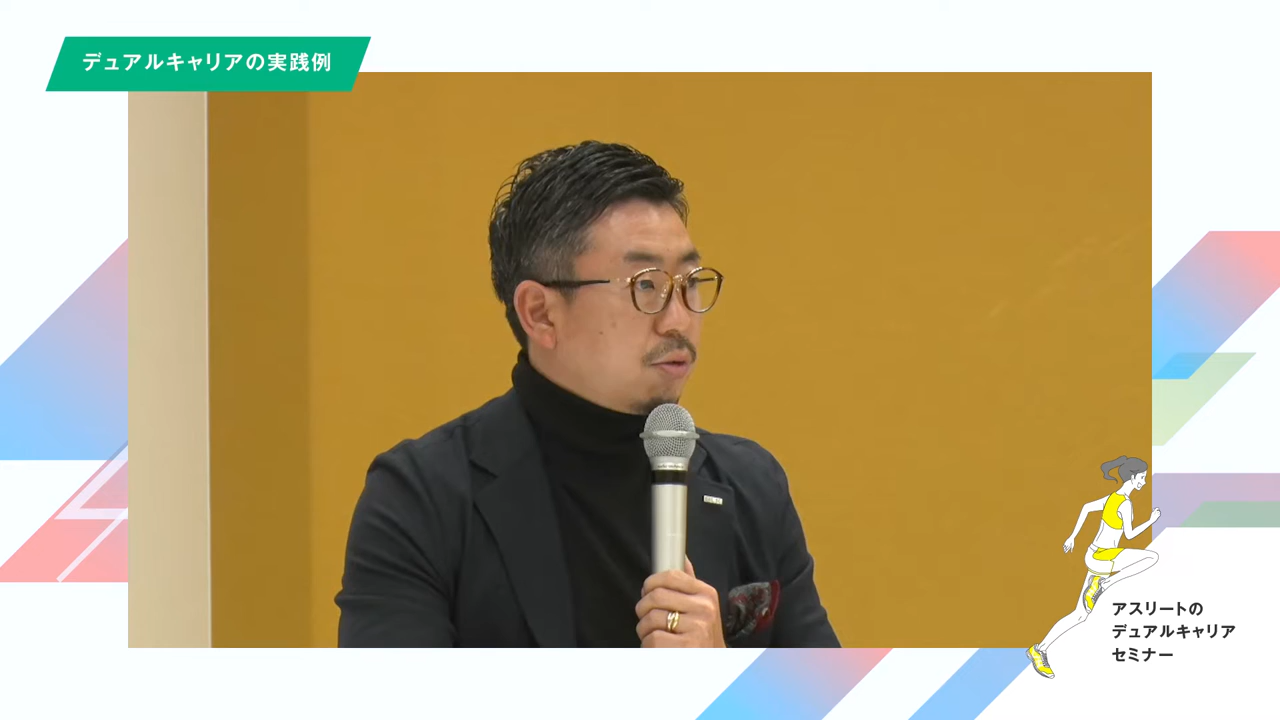 デュアルキャリアの実践例
アスリートの
デュアルキャリア
セミナー